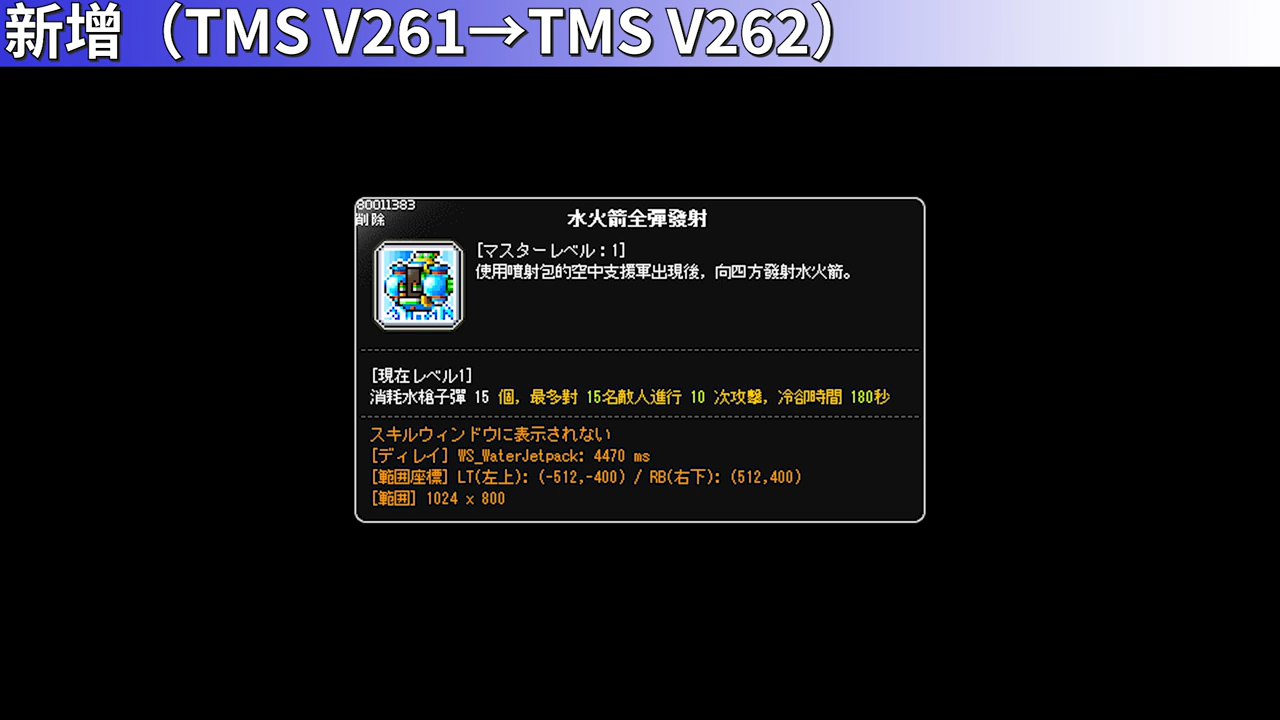 新增（TMS V261→TMS V262）
80011383
削除
水火箭全彈發射
[マスターレベル：1]
使用噴射包的空中支援軍出現後，向四方發射水火箭。
[現在レベル1]
消耗水槍子彈 15 個，最多對 15名敵人進行 10 次攻擊，冷卻時間 180秒
スキルウィンドウに表示されない
[ディレイ] WS_WaterJetpack: 4470 ms
[範囲座標] LT(左上): (-512,-400) / RB(右下): (512,400)
[範囲] 1024 x 800